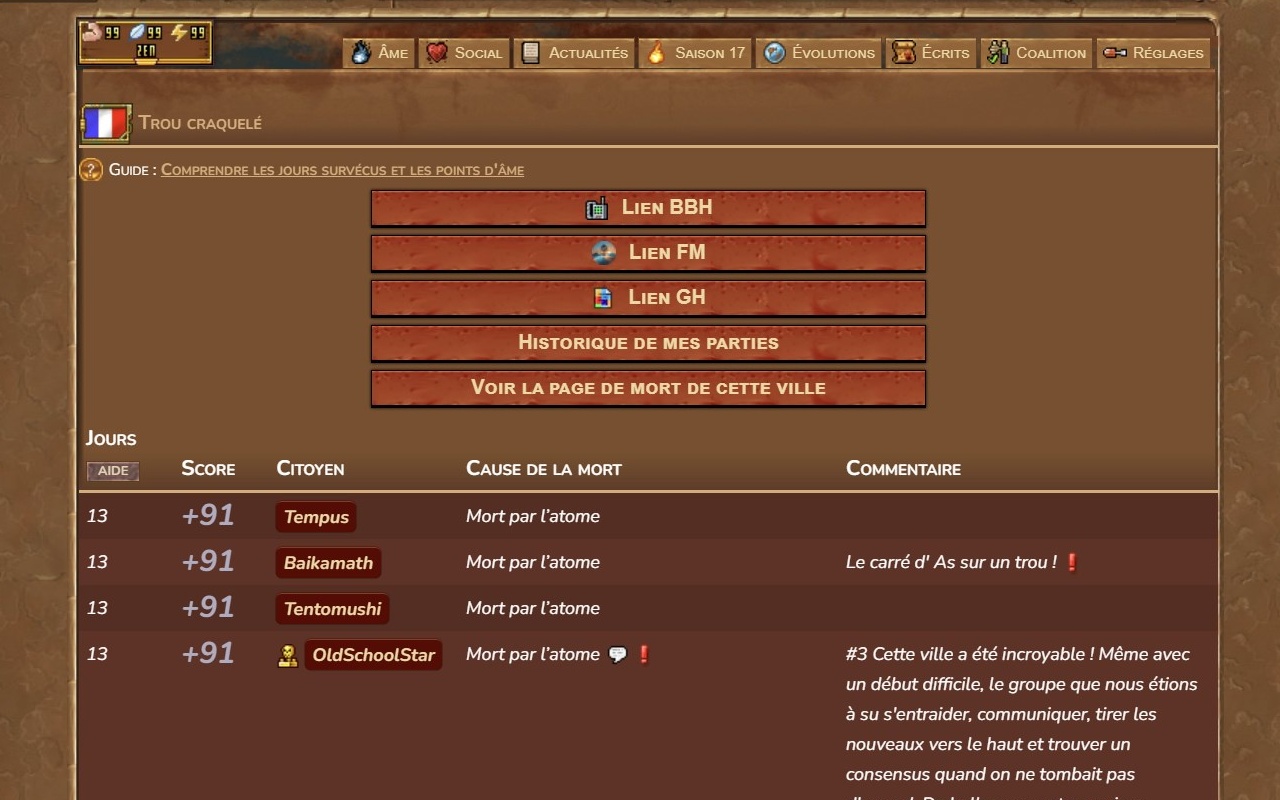 99 99 99
ZEN
Âme Social Actualités Saison 17 Évolutions Écrits Coalition Réglages
Trou craquelé
Guide : Comprendre les jours survécus et les points d'âme
Lien BBH
Lien FM
Lien GH
Historique de mes parties
Voir la page de mort de cette ville
Jours
AIDE Score Citoyen Cause de la mort Commentaire
13 +91 Tempus Mort par l'atome
13 +91 Baikamath Mort par l'atome Le carré d' As sur un trou ! ❗
13 +91 Tentomushi Mort par l'atome
13 +91 OldSchoolStar Mort par l'atome ❗ #3 Cette ville a été incroyable ! Même avec
un début difficile, le groupe que nous étions
à su s'entraider, communiquer, tirer les
nouveaux vers le haut et trouver un
consensus quand on ne tombait pas